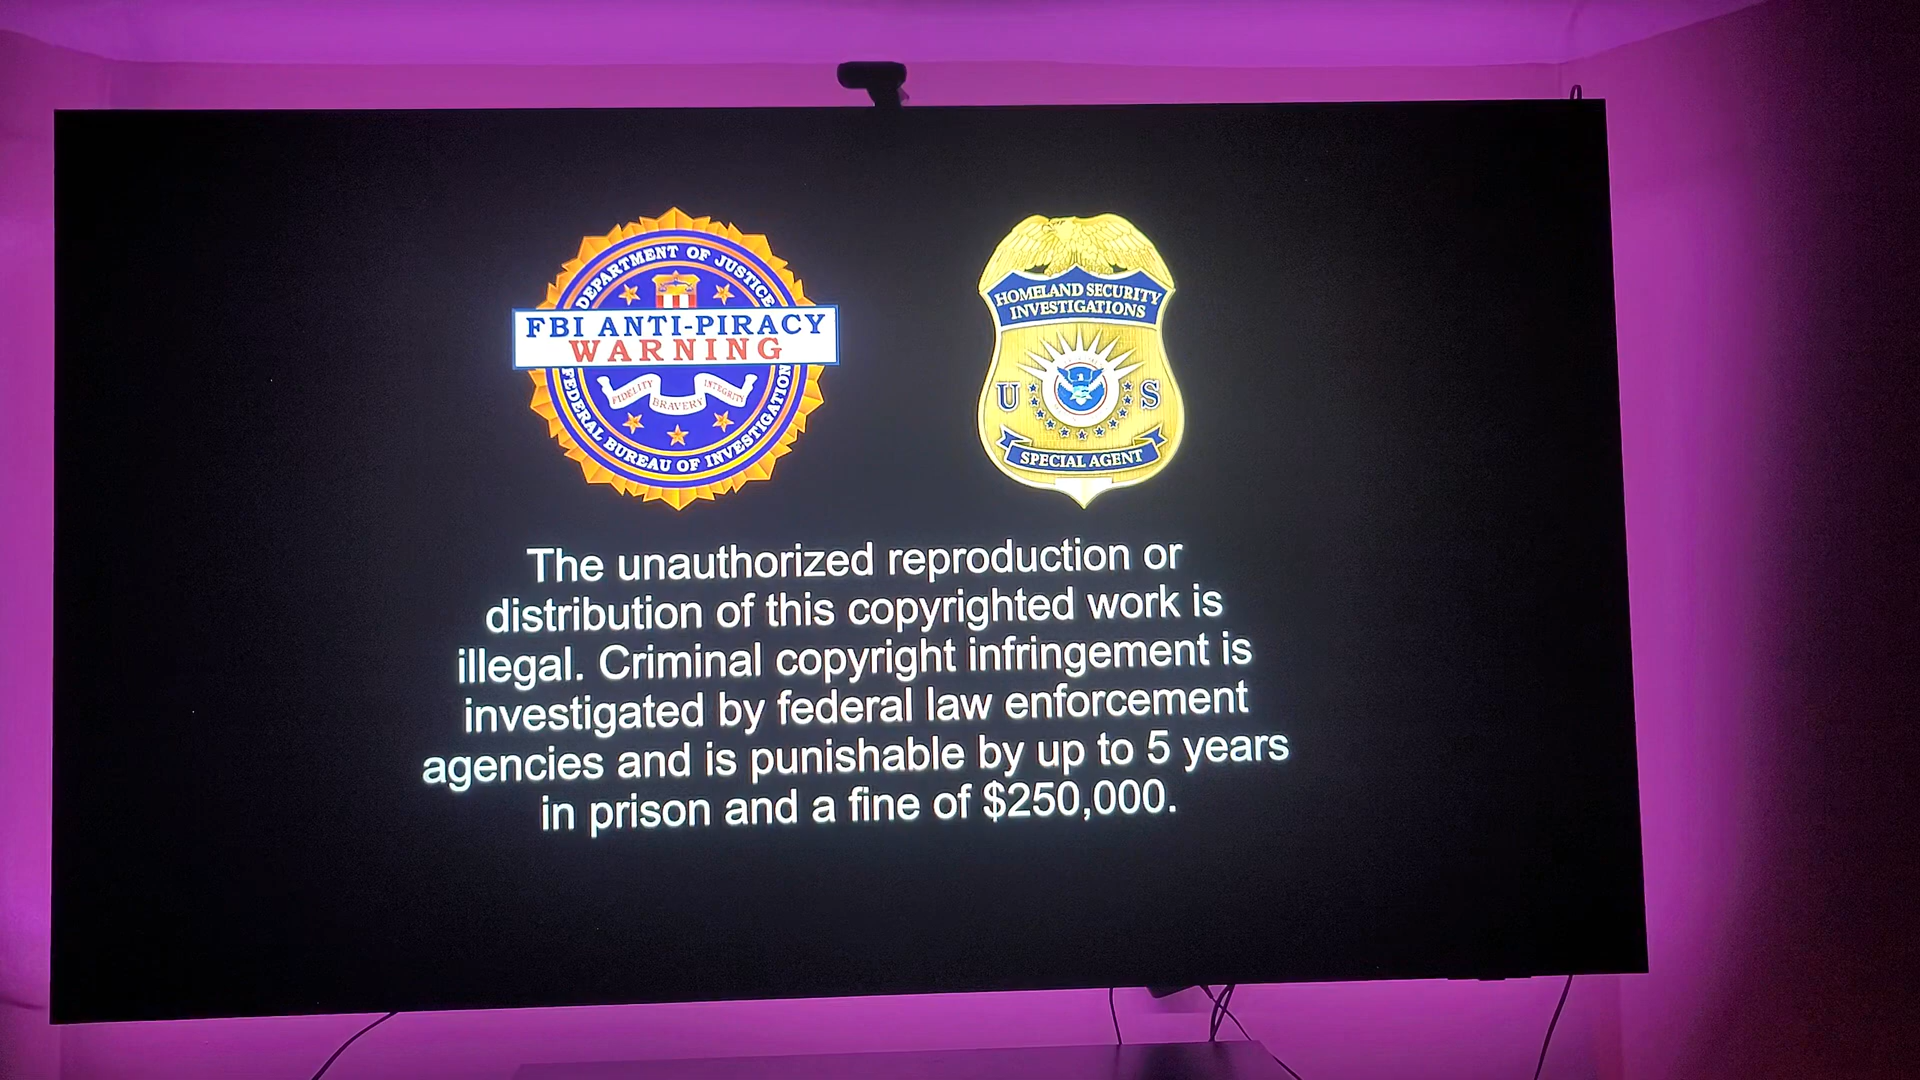 DEPARTMENT OF JUSTICE
FBI ANTI-PIRACY
WARNING
FIDELITY BRAVERY INTEGRITY
FEDERAL BUREAU OF INVESTIGATION
HOMELAND SECURITY
INVESTIGATIONS
U S
SPECIAL AGENT
The unauthorized reproduction or
distribution of this copyrighted work is
illegal. Criminal copyright infringement is
investigated by federal law enforcement
agencies and is punishable by up to 5 years
in prison and a fine of $250,000.